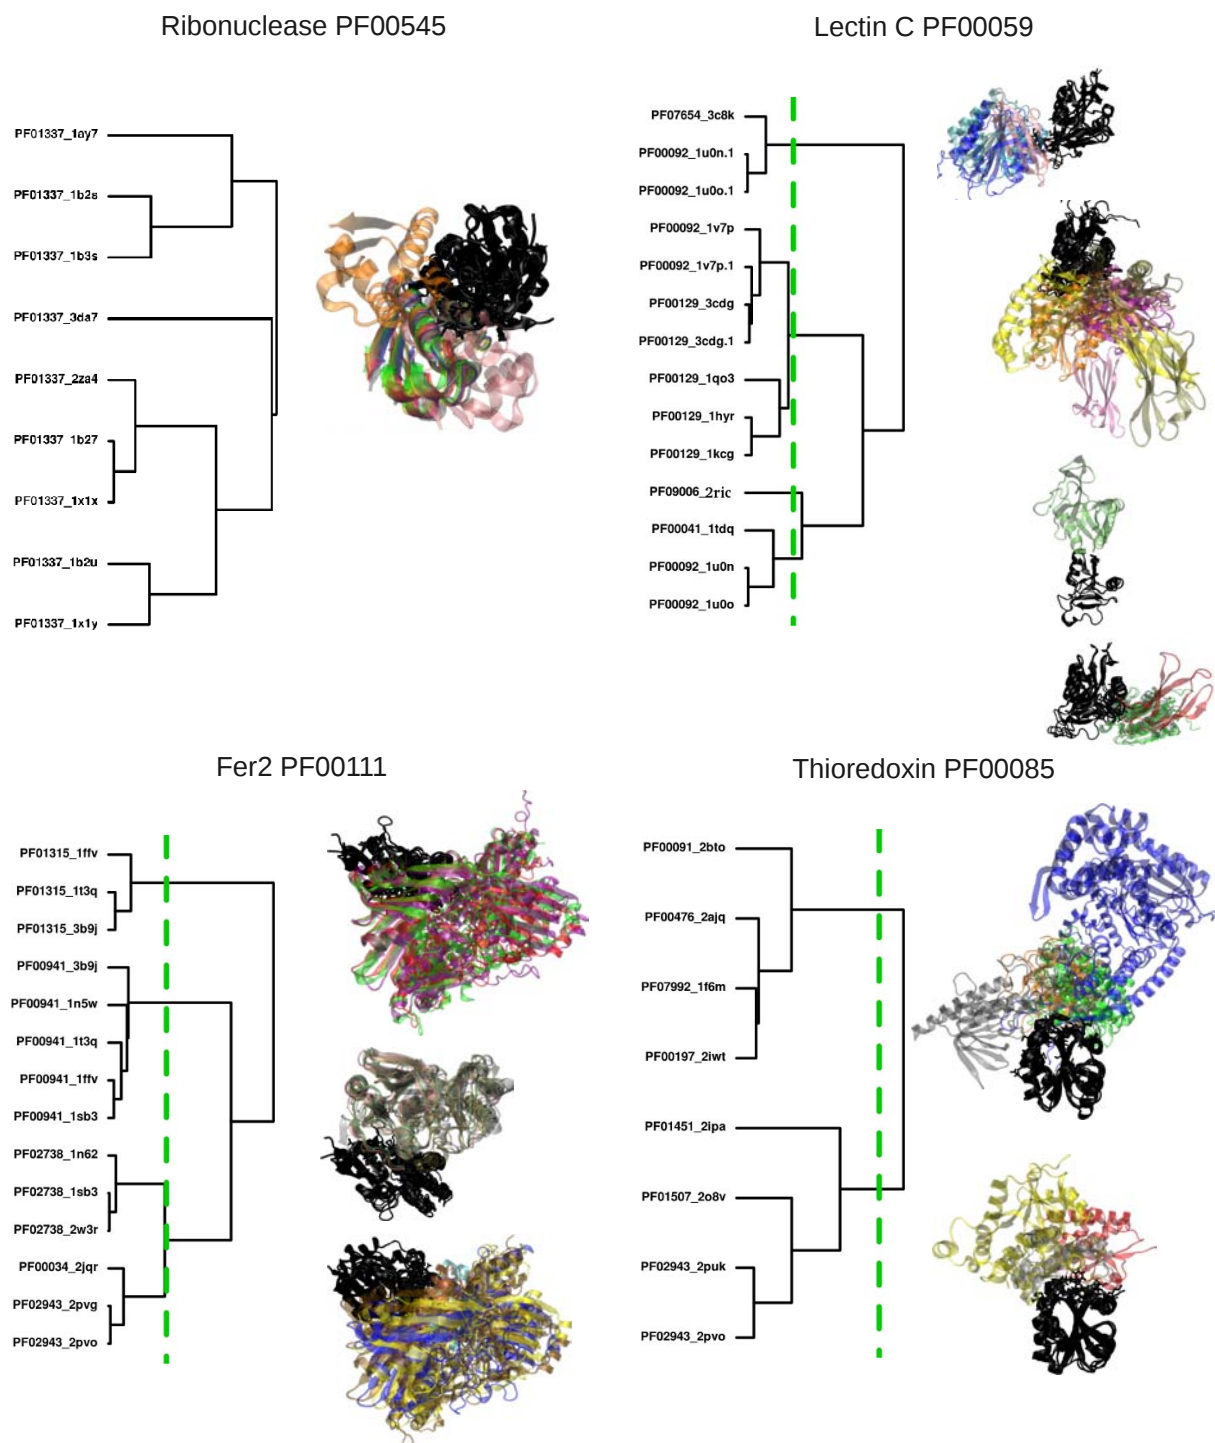 Ribonuclease PF00545
PF01337_1ay7
PF01337_1b2s
PF01337_1b3s
PF01337_3da7
PF01337_2za4
PF01337_1b27
PF01337_1x1x
PF01337_1b2u
PF01337_1x1y
Lectin C PF00059
PF07654_3c8k
PF00092_1u0n.1
PF00092_1u0o.1
PF00092_1v7p
PF00092_1v7p.1
PF00129_3cdg
PF00129_3cdg.1
PF00129_1qo3
PF00129_1hyr
PF00129_1kcg
PF09006_2ric
PF00041_1tdq
PF00092_1u0n
PF00092_1u0o
Fer2 PF00111
PF01315_1ffv
PF01315_1t3q
PF01315_3b9j
PF00941_3b9j
PF00941_1n5w
PF00941_1t3q
PF00941_1ffv
PF00941_1sb3
PF02738_1n62
PF02738_1sb3
PF02738_2w3r
PF00034_2jqr
PF02943_2pvg
PF02943_2pvo
Thioredoxin PF00085
PF00091_2bto
PF00476_2ajq
PF07992_1f6m
PF00197_2iwt
PF01451_2ipa
PF01507_2o8v
PF02943_2puk
PF02943_2pvo